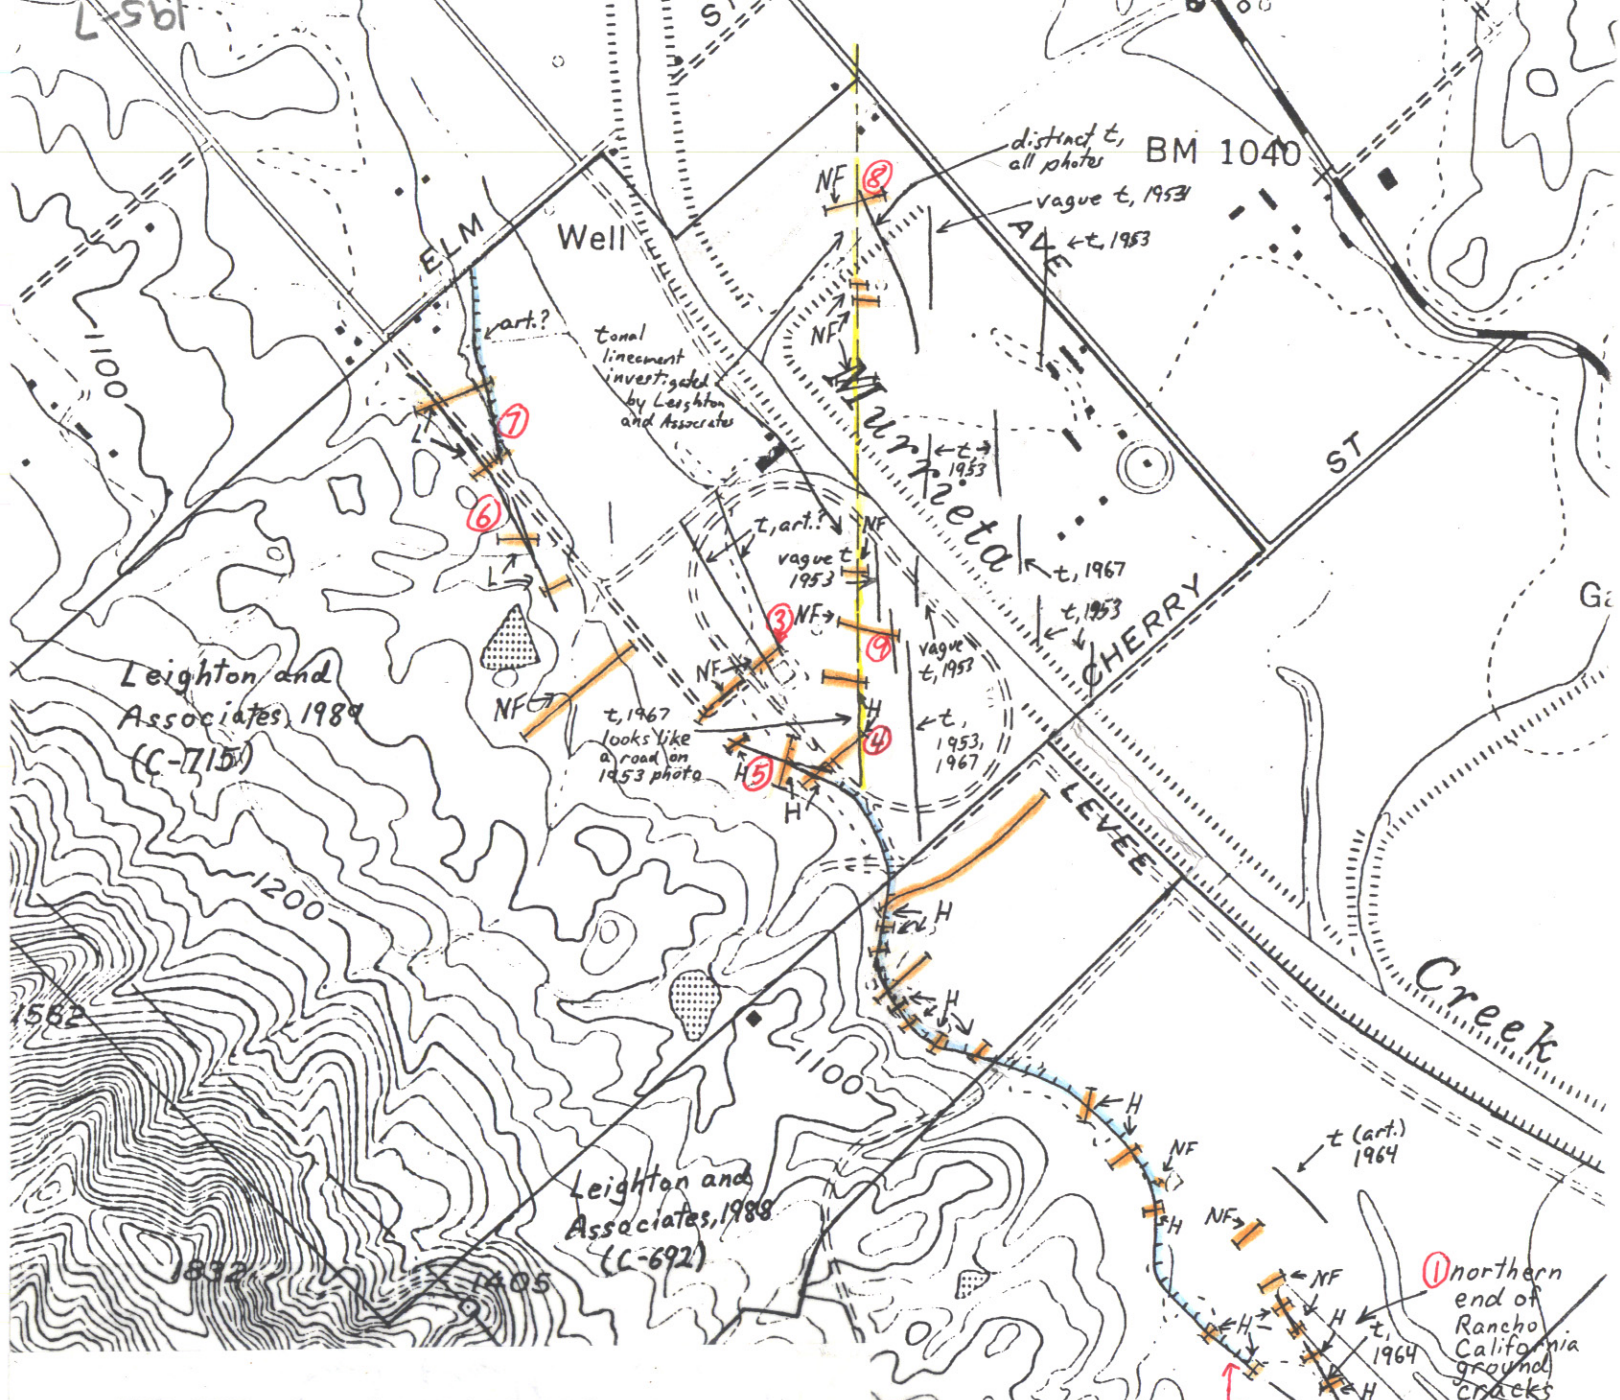 195-7
ST
distinct t,
all photos
BM 1040
NF
8
vague t, 1953
ALE
t, 1953
ELM
Well
1100
art.?
tonal
lineament
investigated
by Leighton
and Associates
NF
Murrieta
7
L
t,
1953
ST
6
t, art.?
NF
vague t
1953
L
t, 1967
3
NF
9
t, 1953
CHERRY
Ga
vague
t, 1953
Leighton and
Associates, 1989
(C-715)
NF
NF
t, 1967
looks like
a road on
1953 photo
H
4
t,
1953,
1967
H
5
H
LEVEE
1200
H
Creek
H
1582
1100
H
t (art.)
1964
NF
Leighton and
Associates, 1988
(C-692)
H
NF
1832
1405
NF
1
northern
end of
Rancho
California
ground
cracks
H
H
t,
1964
H